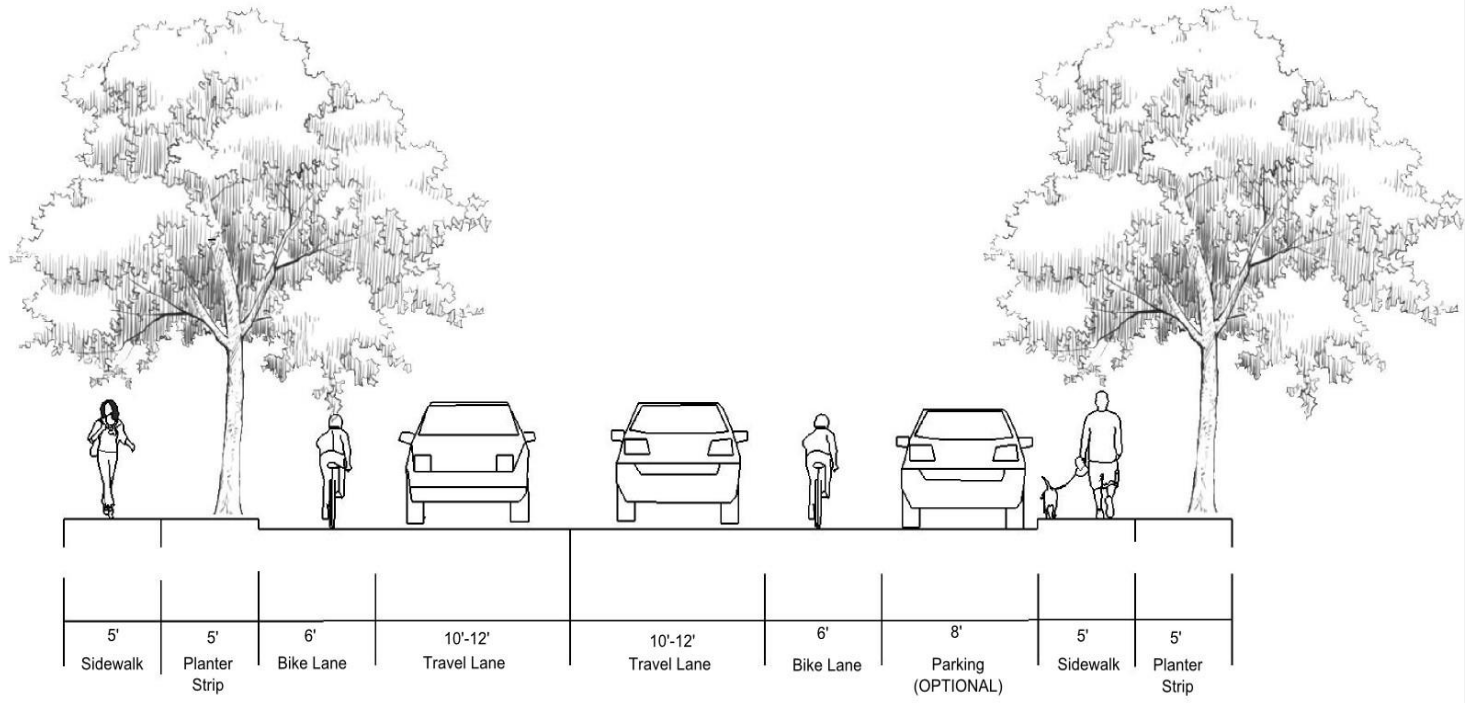 5'
Sidewalk
5'
Planter
Strip
6'
Bike Lane
10'-12'
Travel Lane
10'-12'
Travel Lane
6'
Bike Lane
8'
Parking
(OPTIONAL)
5'
Sidewalk
5'
Planter
Strip